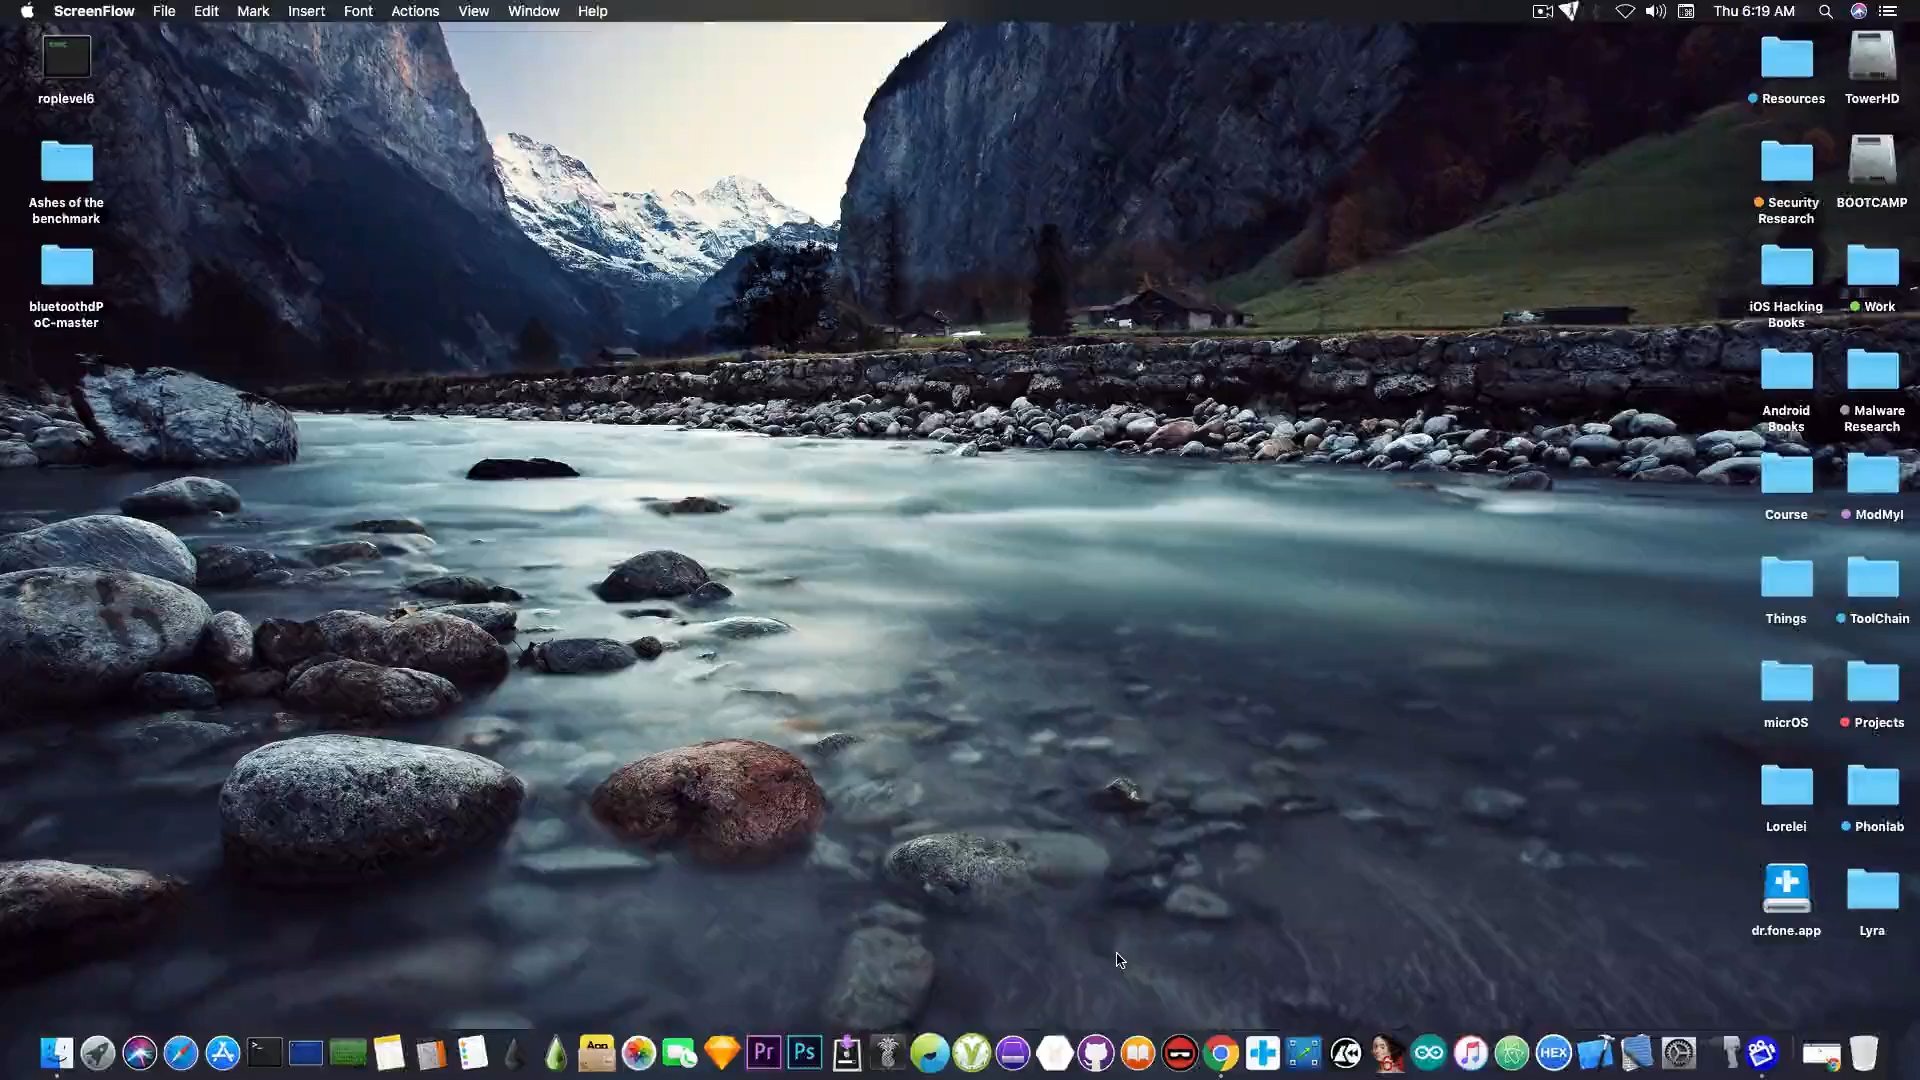 ScreenFlow File Edit Mark Insert Font Actions View Window Help Thu 6:19 AM
roplevel6
Ashes of the
benchmark
bluetoothdP
oC-master
Resources
TowerHD
Security
Research
BOOTCAMP
iOS Hacking
Books
Work
Android
Books
Malware
Research
Course
ModMyI
Things
ToolChain
micrOS
Projects
Lorelei
Phonlab
dr.fone.app
Lyra
App
Pr
Ps
HEX